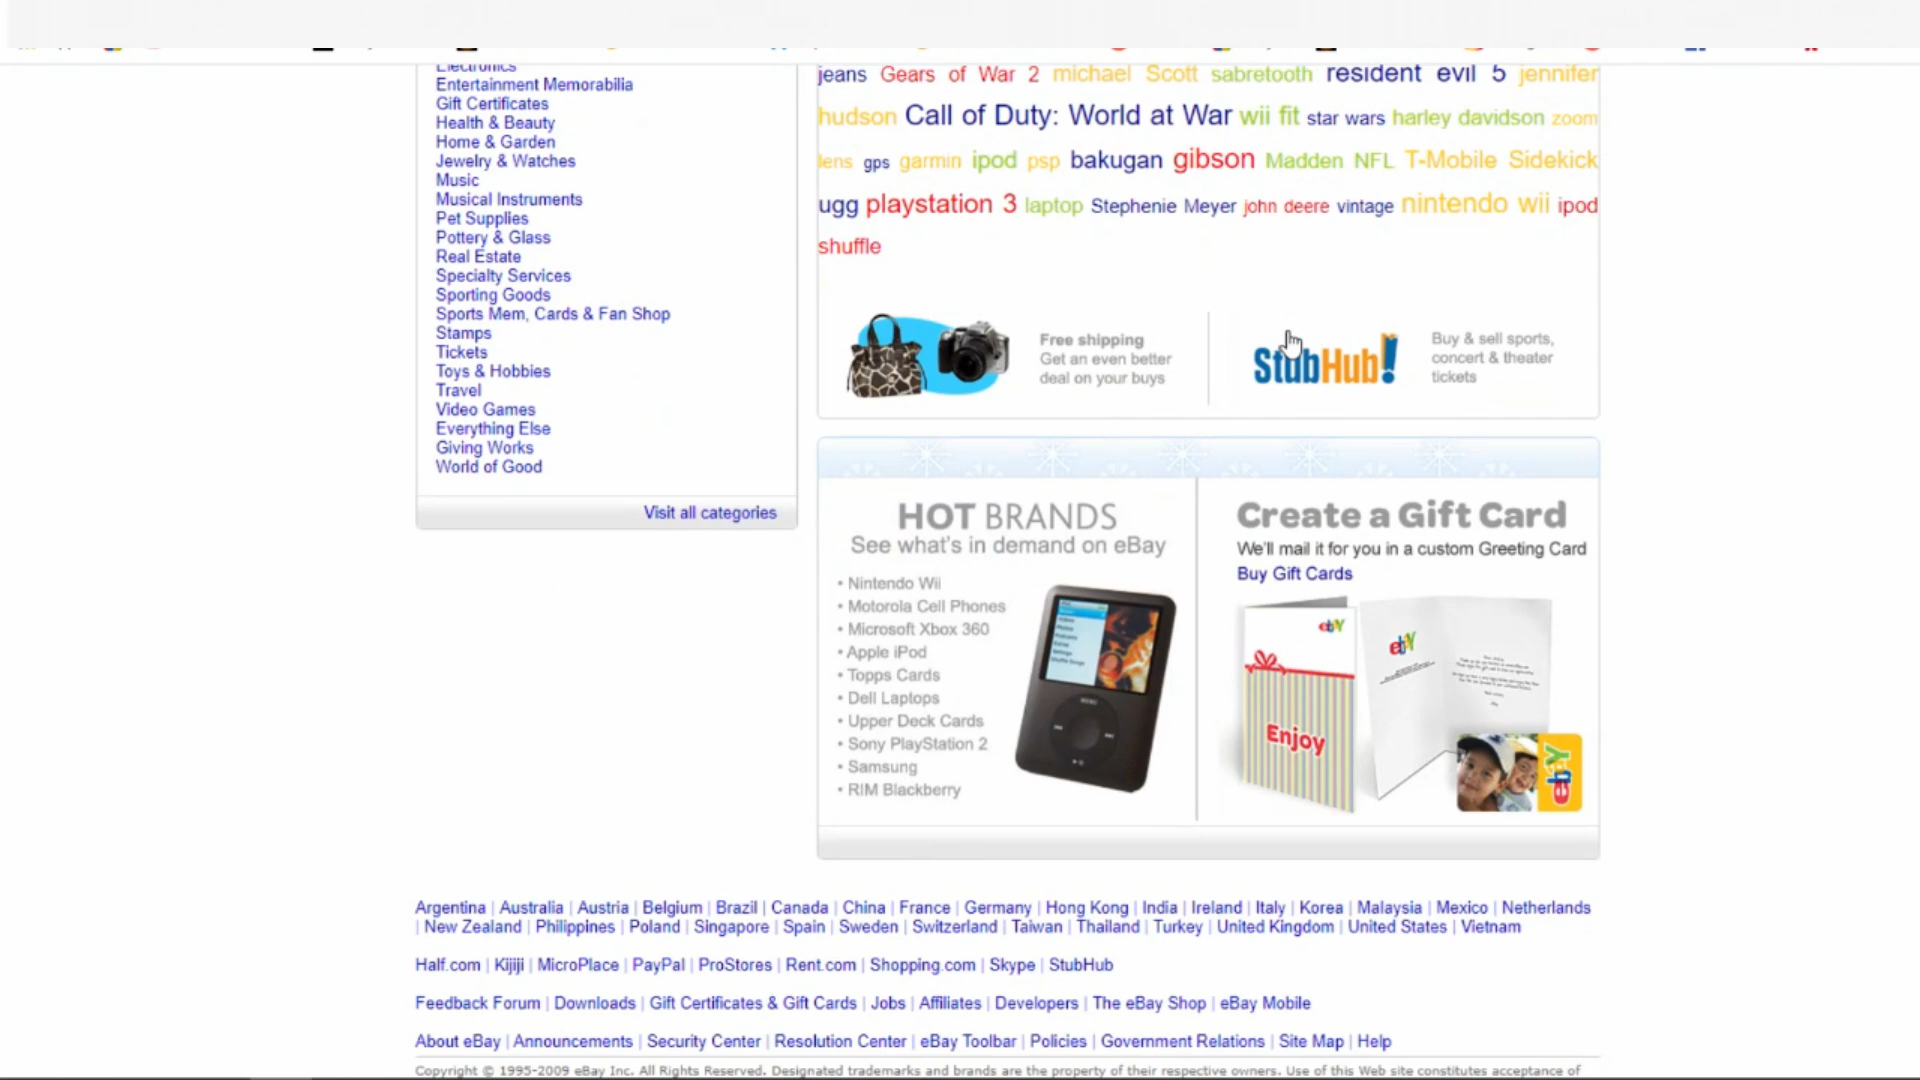 Electronics
Entertainment Memorabilia
Gift Certificates
Health & Beauty
Home & Garden
Jewelry & Watches
Music
Musical Instruments
Pet Supplies
Pottery & Glass
Real Estate
Specialty Services
Sporting Goods
Sports Mem, Cards & Fan Shop
Stamps
Tickets
Toys & Hobbies
Travel
Video Games
Everything Else
Giving Works
World of Good
Visit all categories
jeans Gears of War 2 michael Scott sabretooth resident evil 5 jennifer
hudson Call of Duty: World at War wii fit star wars harley davidson zoom
lens gps garmin ipod psp bakugan gibson Madden NFL T-Mobile Sidekick
ugg playstation 3 laptop Stephenie Meyer john deere vintage nintendo wii ipod
shuffle
Free shipping
Get an even better
deal on your buys
StubHub!
Buy & sell sports,
concert & theater
tickets
HOT BRANDS
See what's in demand on eBay
• Nintendo Wii
• Motorola Cell Phones
• Microsoft Xbox 360
• Apple iPod
• Topps Cards
• Dell Laptops
• Upper Deck Cards
• Sony PlayStation 2
• Samsung
• RIM Blackberry
MENU
Create a Gift Card
We'll mail it for you in a custom Greeting Card
Buy Gift Cards
ebY
ebY
Enjoy
ebY
Argentina | Australia | Austria | Belgium | Brazil | Canada | China | France | Germany | Hong Kong | India | Ireland | Italy | Korea | Malaysia | Mexico | Netherlands
| New Zealand | Philippines | Poland | Singapore | Spain | Sweden | Switzerland | Taiwan | Thailand | Turkey | United Kingdom | United States | Vietnam
Half.com | Kijiji | MicroPlace | PayPal | ProStores | Rent.com | Shopping.com | Skype | StubHub
Feedback Forum | Downloads | Gift Certificates & Gift Cards | Jobs | Affiliates | Developers | The eBay Shop | eBay Mobile
About eBay | Announcements | Security Center | Resolution Center | eBay Toolbar | Policies | Government Relations | Site Map | Help
Copyright © 1995-2009 eBay Inc. All Rights Reserved. Designated trademarks and brands are the property of their respective owners. Use of this Web site constitutes acceptance of